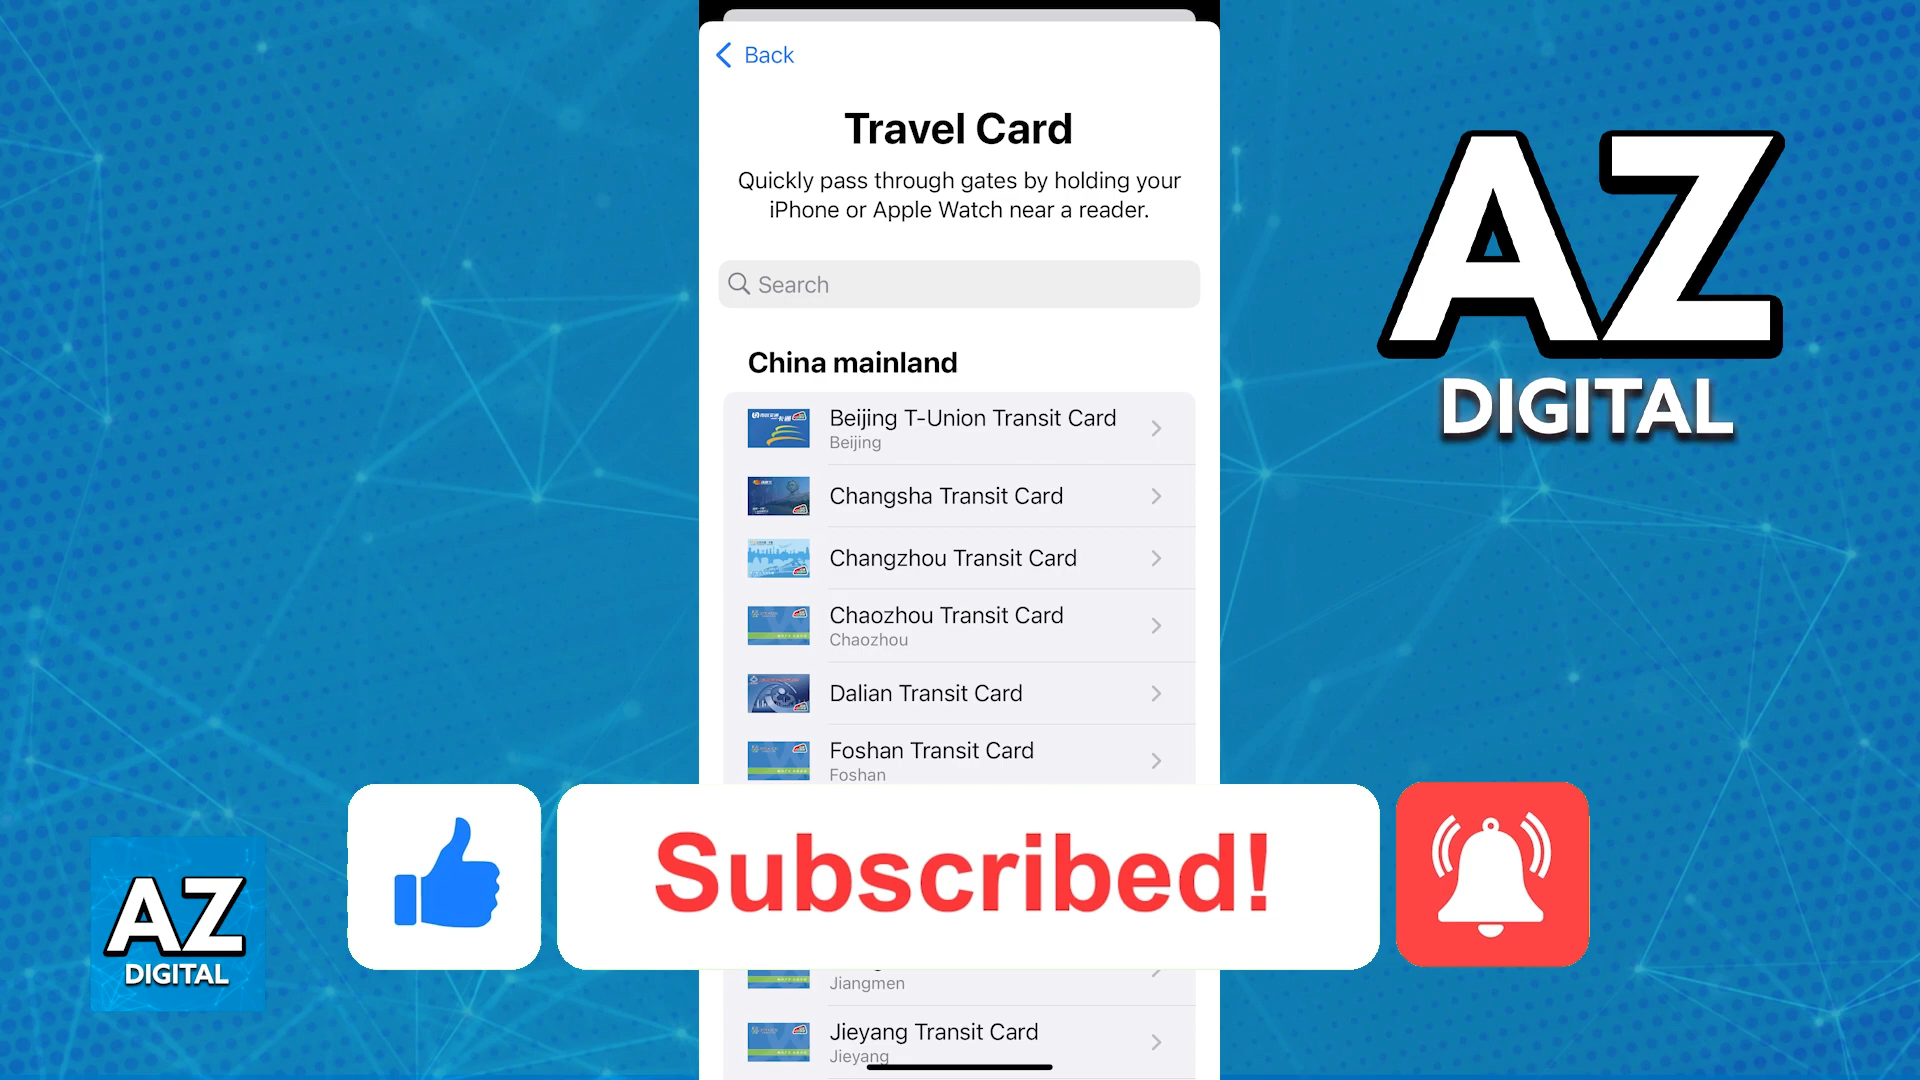 Back
Travel Card
Quickly pass through gates by holding your
iPhone or Apple Watch near a reader.
Search
China mainland
Beijing T-Union Transit Card
Beijing
Changsha Transit Card
Changzhou Transit Card
Chaozhou Transit Card
Chaozhou
Dalian Transit Card
Foshan Transit Card
Foshan
Subscribed!
Jiangmen
Jieyang Transit Card
Jieyang
AZ
DIGITAL
AZ
DIGITAL